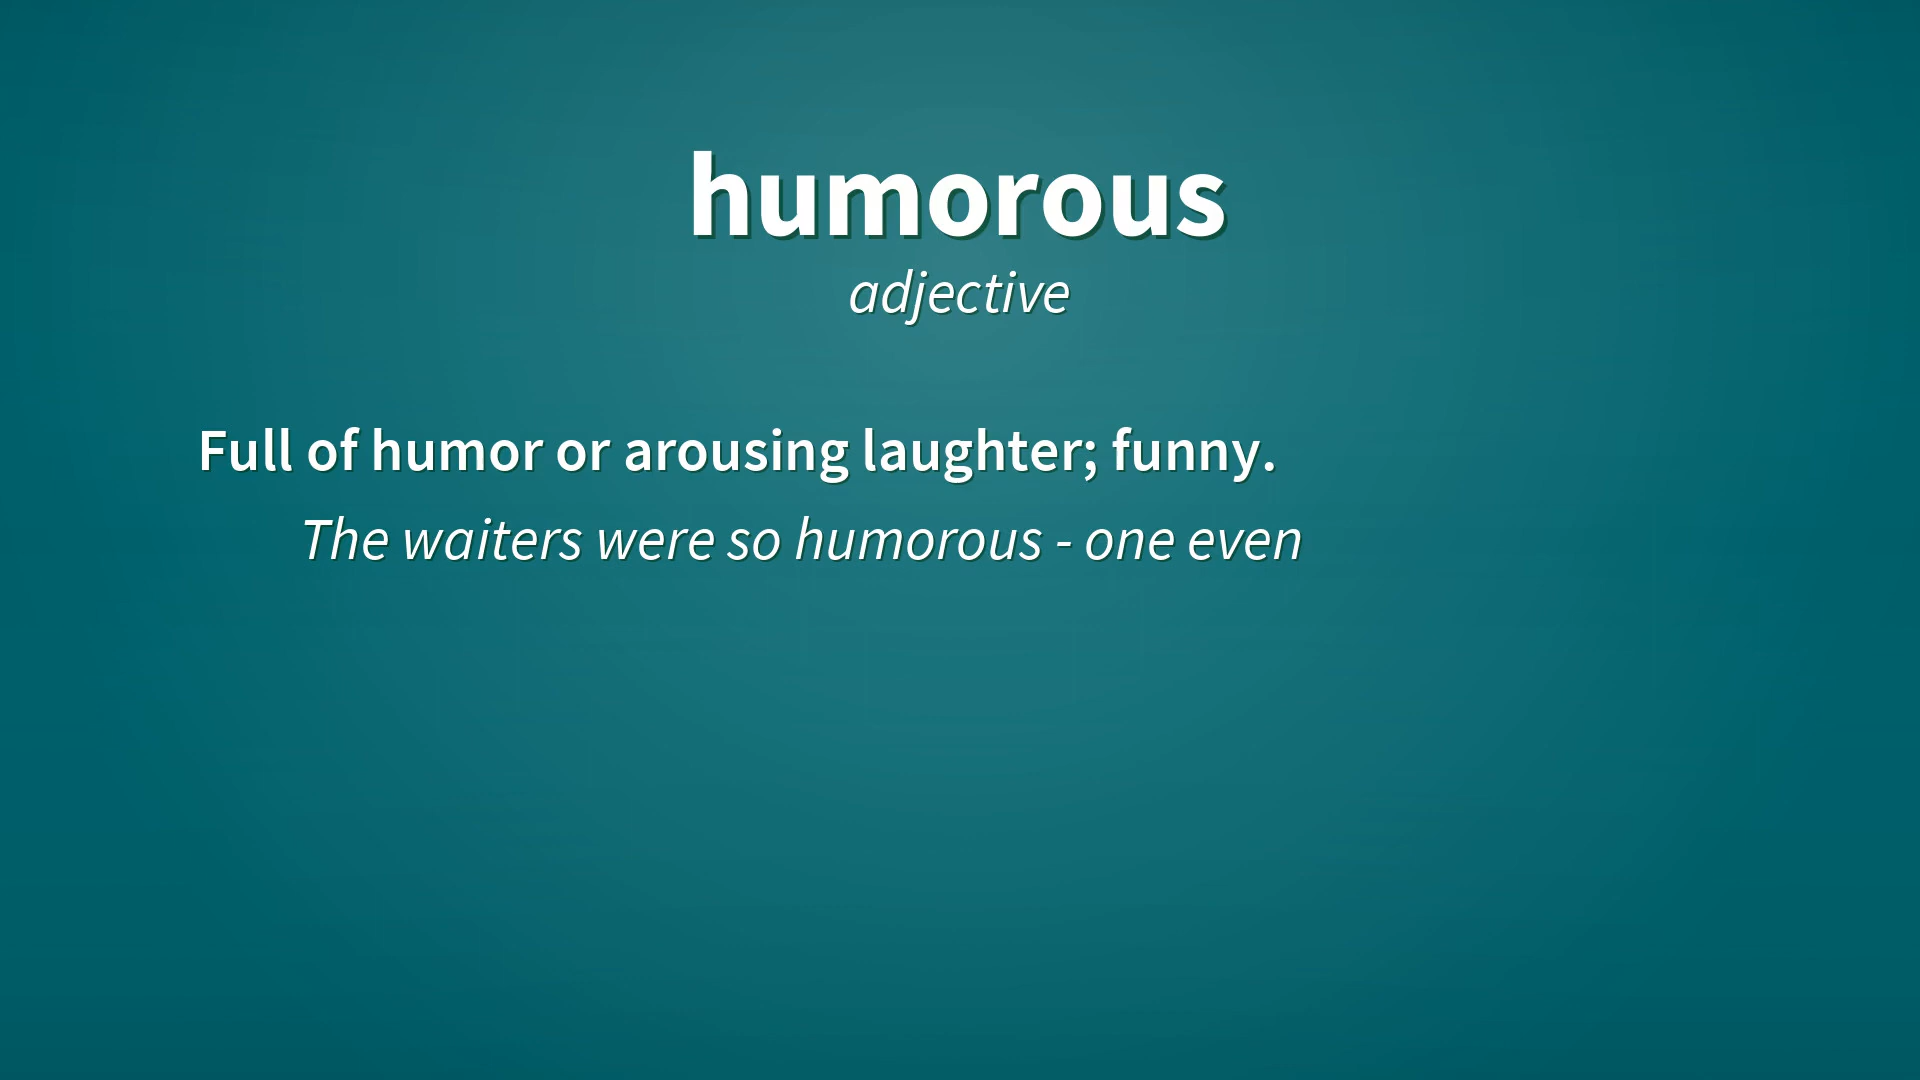 humorous
adjective
Full of humor or arousing laughter; funny.
The waiters were so humorous - one even